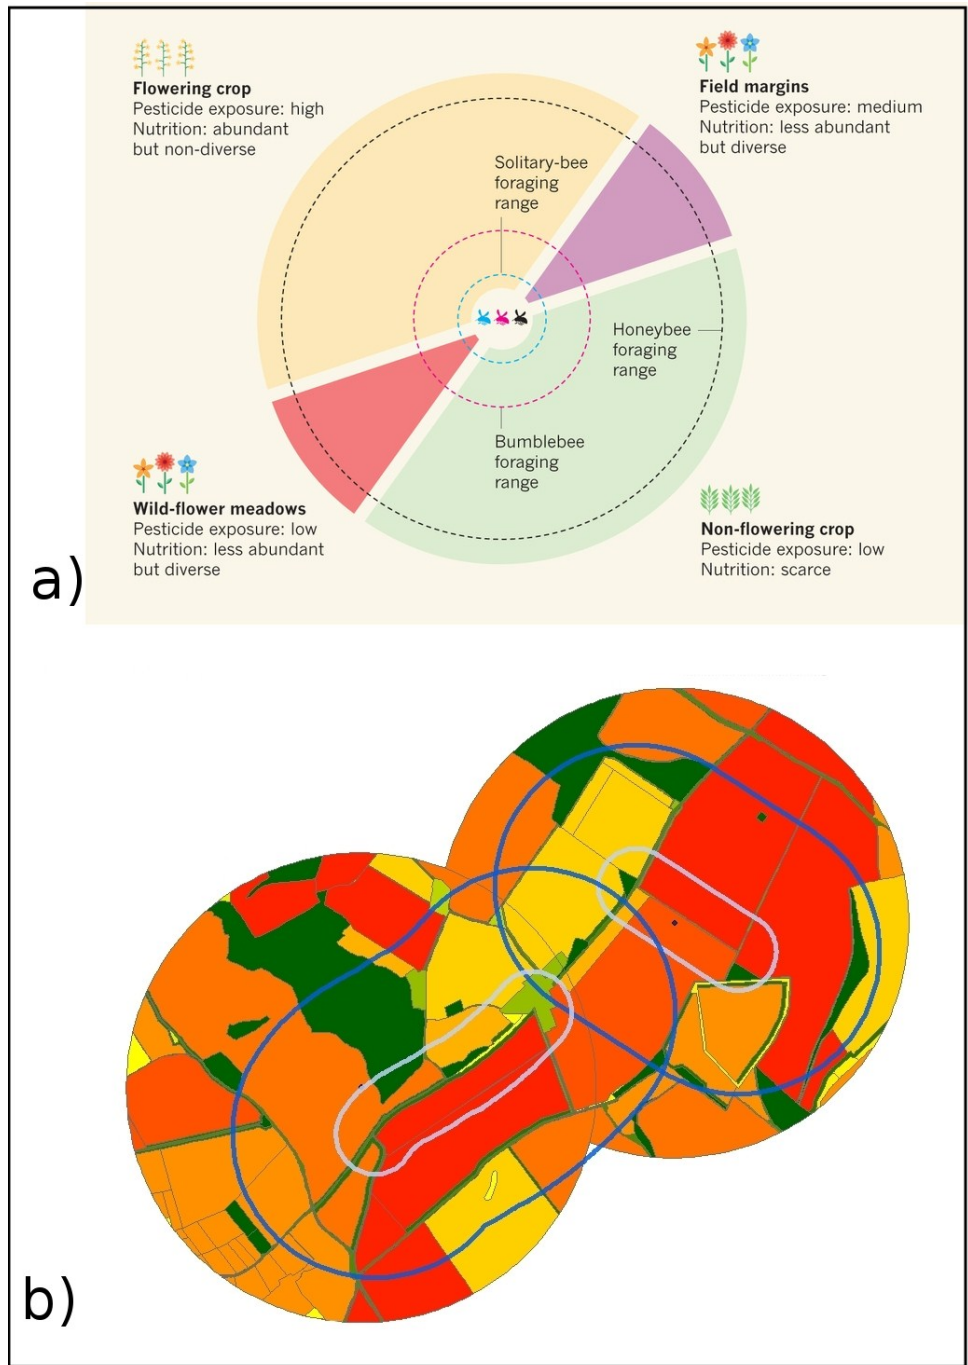 Flowering crop
Pesticide exposure: high
Nutrition: abundant
but non-diverse
Field margins
Pesticide exposure: medium
Nutrition: less abundant
but diverse
Solitary-bee
foraging
range
Honeybee
foraging
range
Bumblebee
foraging
range
Wild-flower meadows
Pesticide exposure: low
Nutrition: less abundant
but diverse
Non-flowering crop
Pesticide exposure: low
Nutrition: scarce
a)
b)